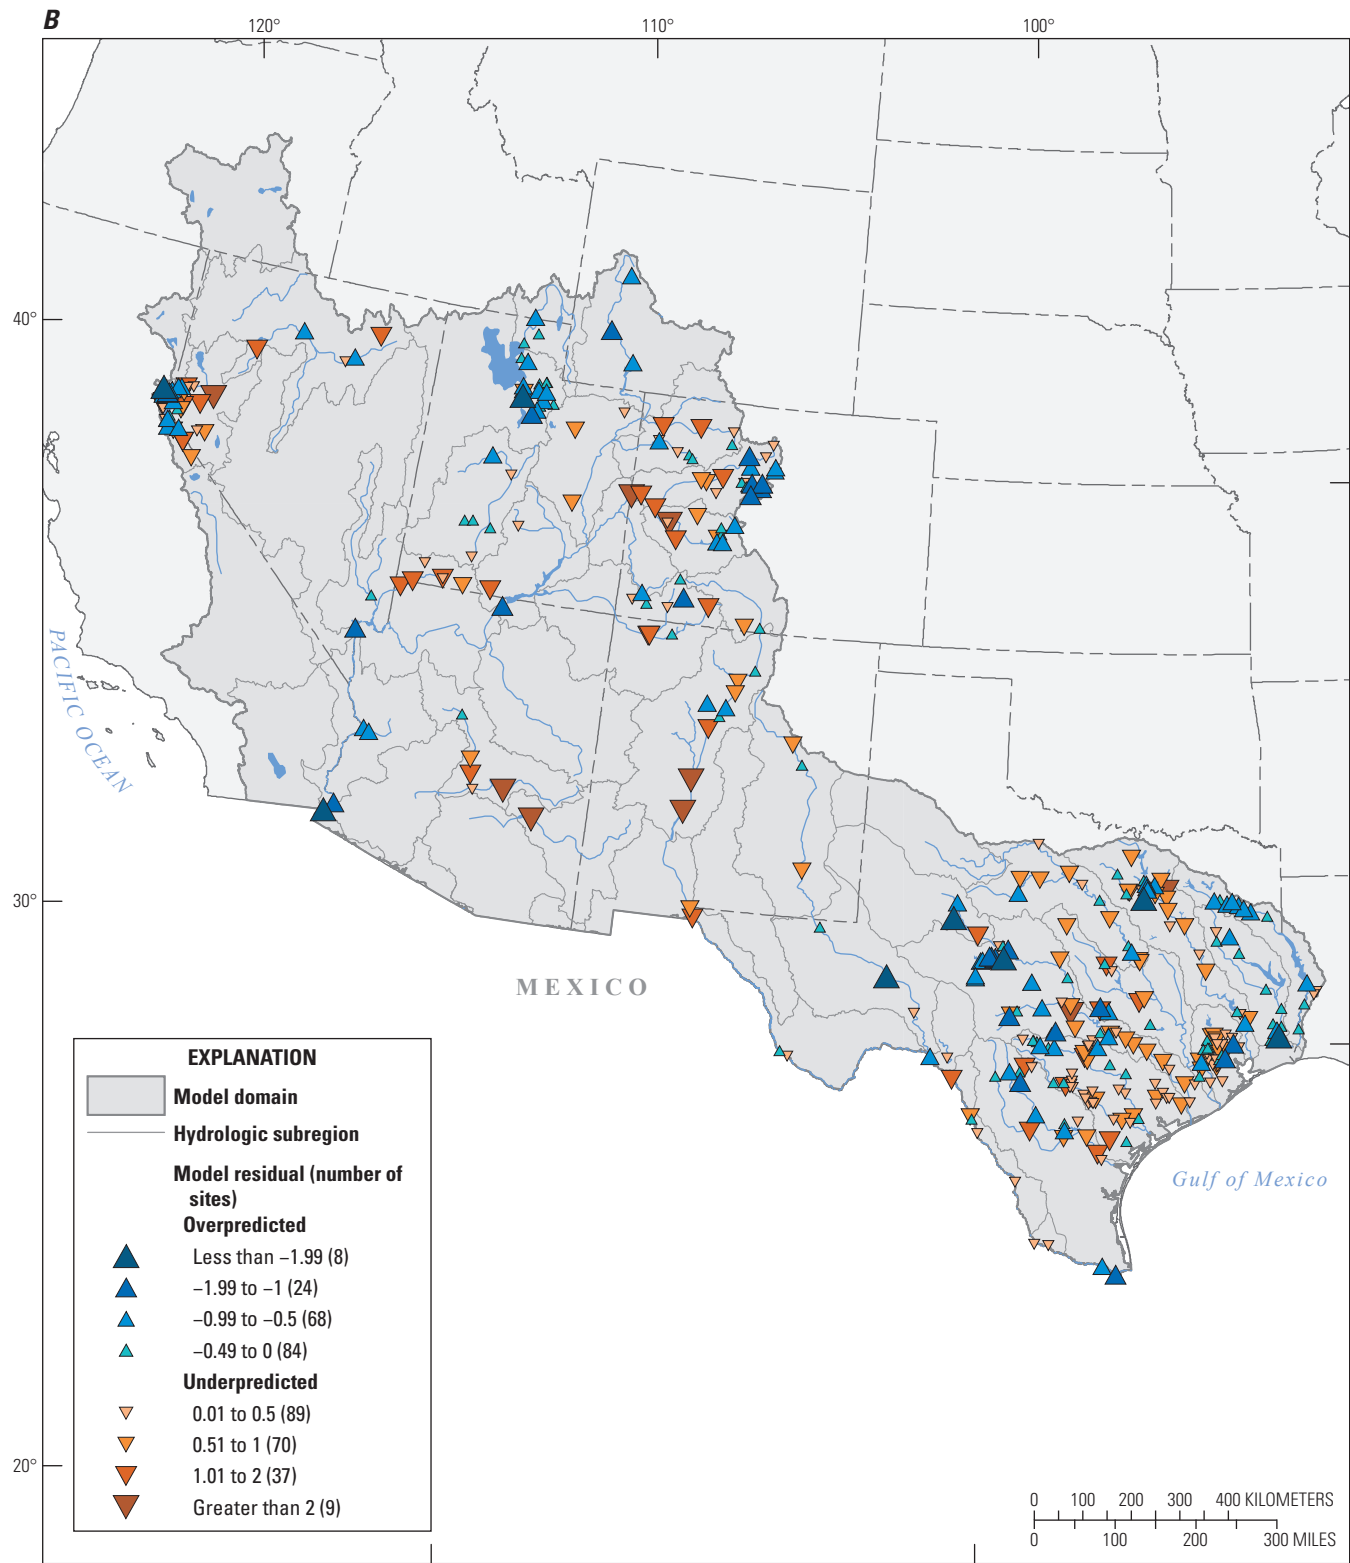 B
120°
110°
100°
40°
30°
20°
PACIFIC OCEAN
MEXICO
Gulf of Mexico
EXPLANATION
Model domain
Hydrologic subregion
Model residual (number of
sites)
Overpredicted
Less than −1.99 (8)
−1.99 to −1 (24)
−0.99 to −0.5 (68)
−0.49 to 0 (84)
Underpredicted
0.01 to 0.5 (89)
0.51 to 1 (70)
1.01 to 2 (37)
Greater than 2 (9)
0 100 200 300 400 KILOMETERS
0 100 200 300 MILES